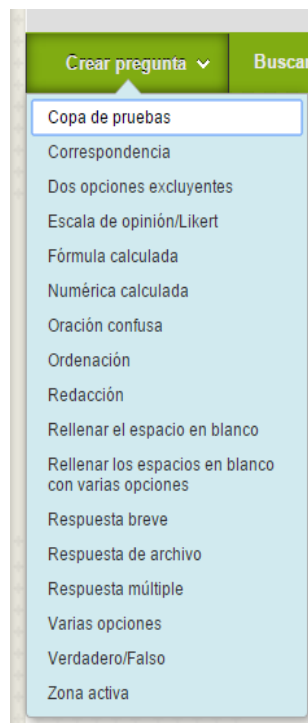 Crear pregunta
Buscar
Copa de pruebas
Correspondencia
Dos opciones excluyentes
Escala de opinión/Likert
Fórmula calculada
Numérica calculada
Oración confusa
Ordenación
Redacción
Rellenar el espacio en blanco
Rellenar los espacios en blanco
con varias opciones
Respuesta breve
Respuesta de archivo
Respuesta múltiple
Varias opciones
Verdadero/Falso
Zona activa